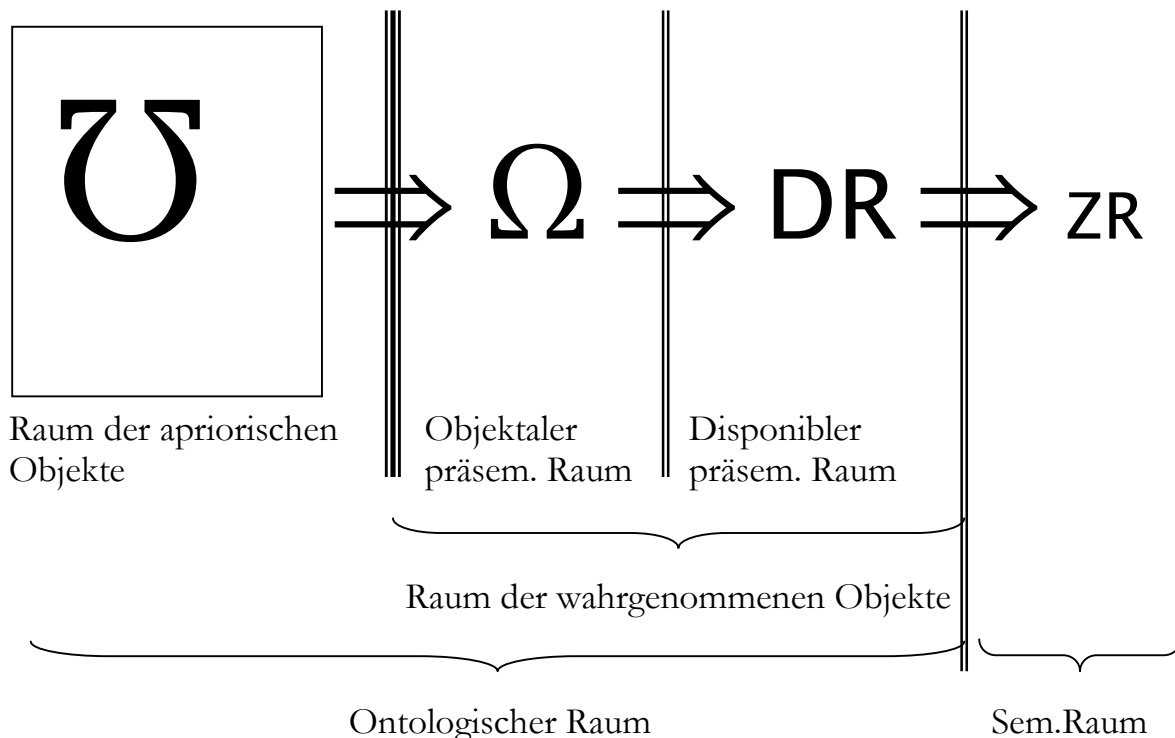 ℧ ⇒ Ω ⇒ DR ⇒ ZR
Raum der apriorischen
Objekte
Objektaler
präsem. Raum
Disponibler
präsem. Raum
Raum der wahrgenommenen Objekte
Ontologischer Raum
Sem.Raum